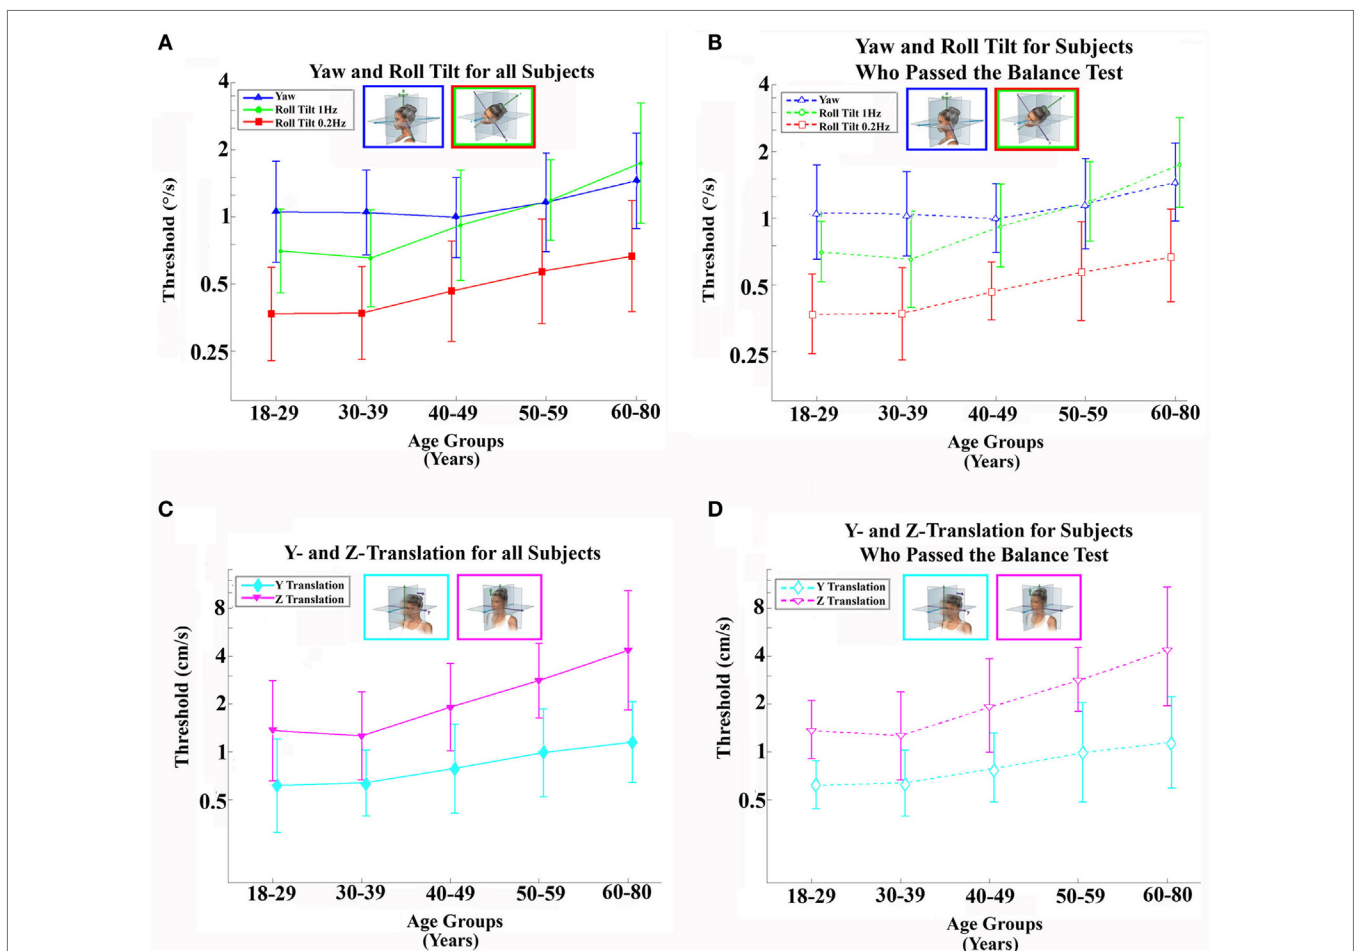 A
Yaw and Roll Tilt for all Subjects
Yaw
Roll Tilt 1Hz
Roll Tilt 0.2Hz
4
2
1
0.5
0.25
Threshold (°/s)
18-29 30-39 40-49 50-59 60-80
Age Groups
(Years)
B
Yaw and Roll Tilt for Subjects
Who Passed the Balance Test
Yaw
Roll Tilt 1Hz
Roll Tilt 0.2Hz
4
2
1
0.5
0.25
Threshold (°/s)
18-29 30-39 40-49 50-59 60-80
Age Groups
(Years)
C
Y- and Z-Translation for all Subjects
Y Translation
Z Translation
8
4
2
1
0.5
Threshold (cm/s)
18-29 30-39 40-49 50-59 60-80
Age Groups
(Years)
D
Y- and Z-Translation for Subjects
Who Passed the Balance Test
Y Translation
Z Translation
8
4
2
1
0.5
Threshold (cm/s)
18-29 30-39 40-49 50-59 60-80
Age Groups
(Years)